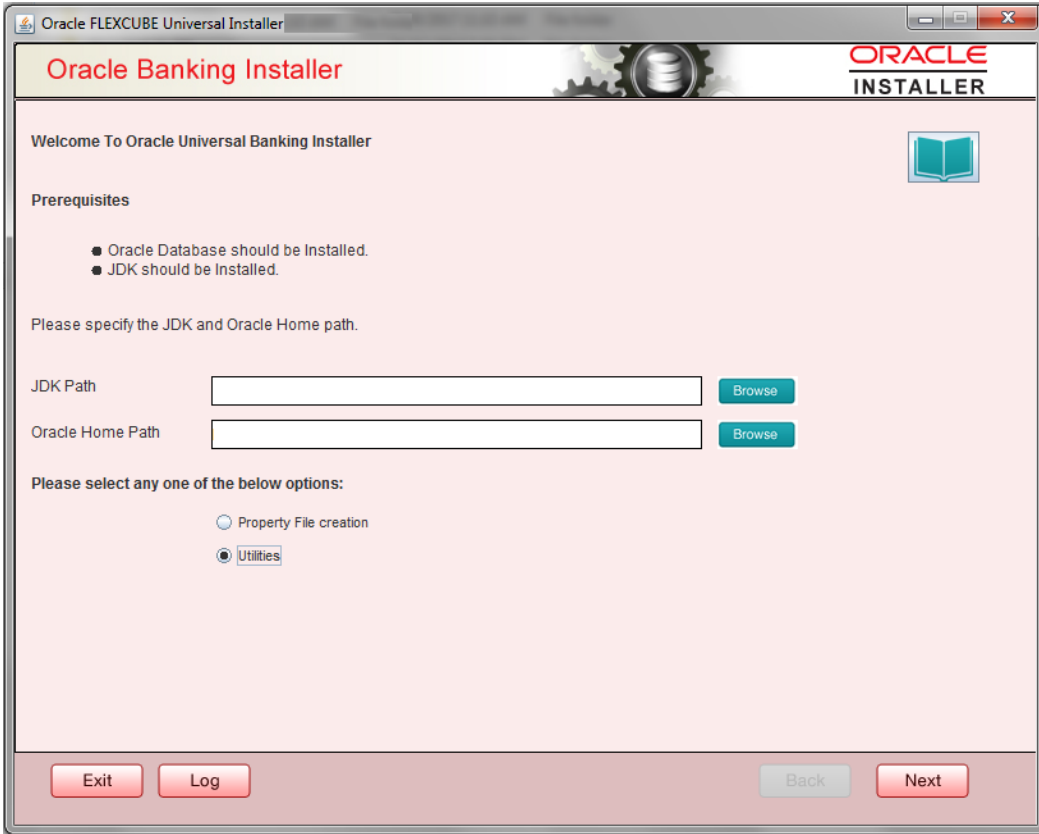 Oracle FLEXCUBE Universal Installer
Oracle Banking Installer
ORACLE
INSTALLER
Welcome To Oracle Universal Banking Installer
Prerequisites
Oracle Database should be Installed.
JDK should be Installed.
Please specify the JDK and Oracle Home path.
JDK Path
Browse
Oracle Home Path
Browse
Please select any one of the below options:
Property File creation
Utilities
Exit
Log
Back
Next